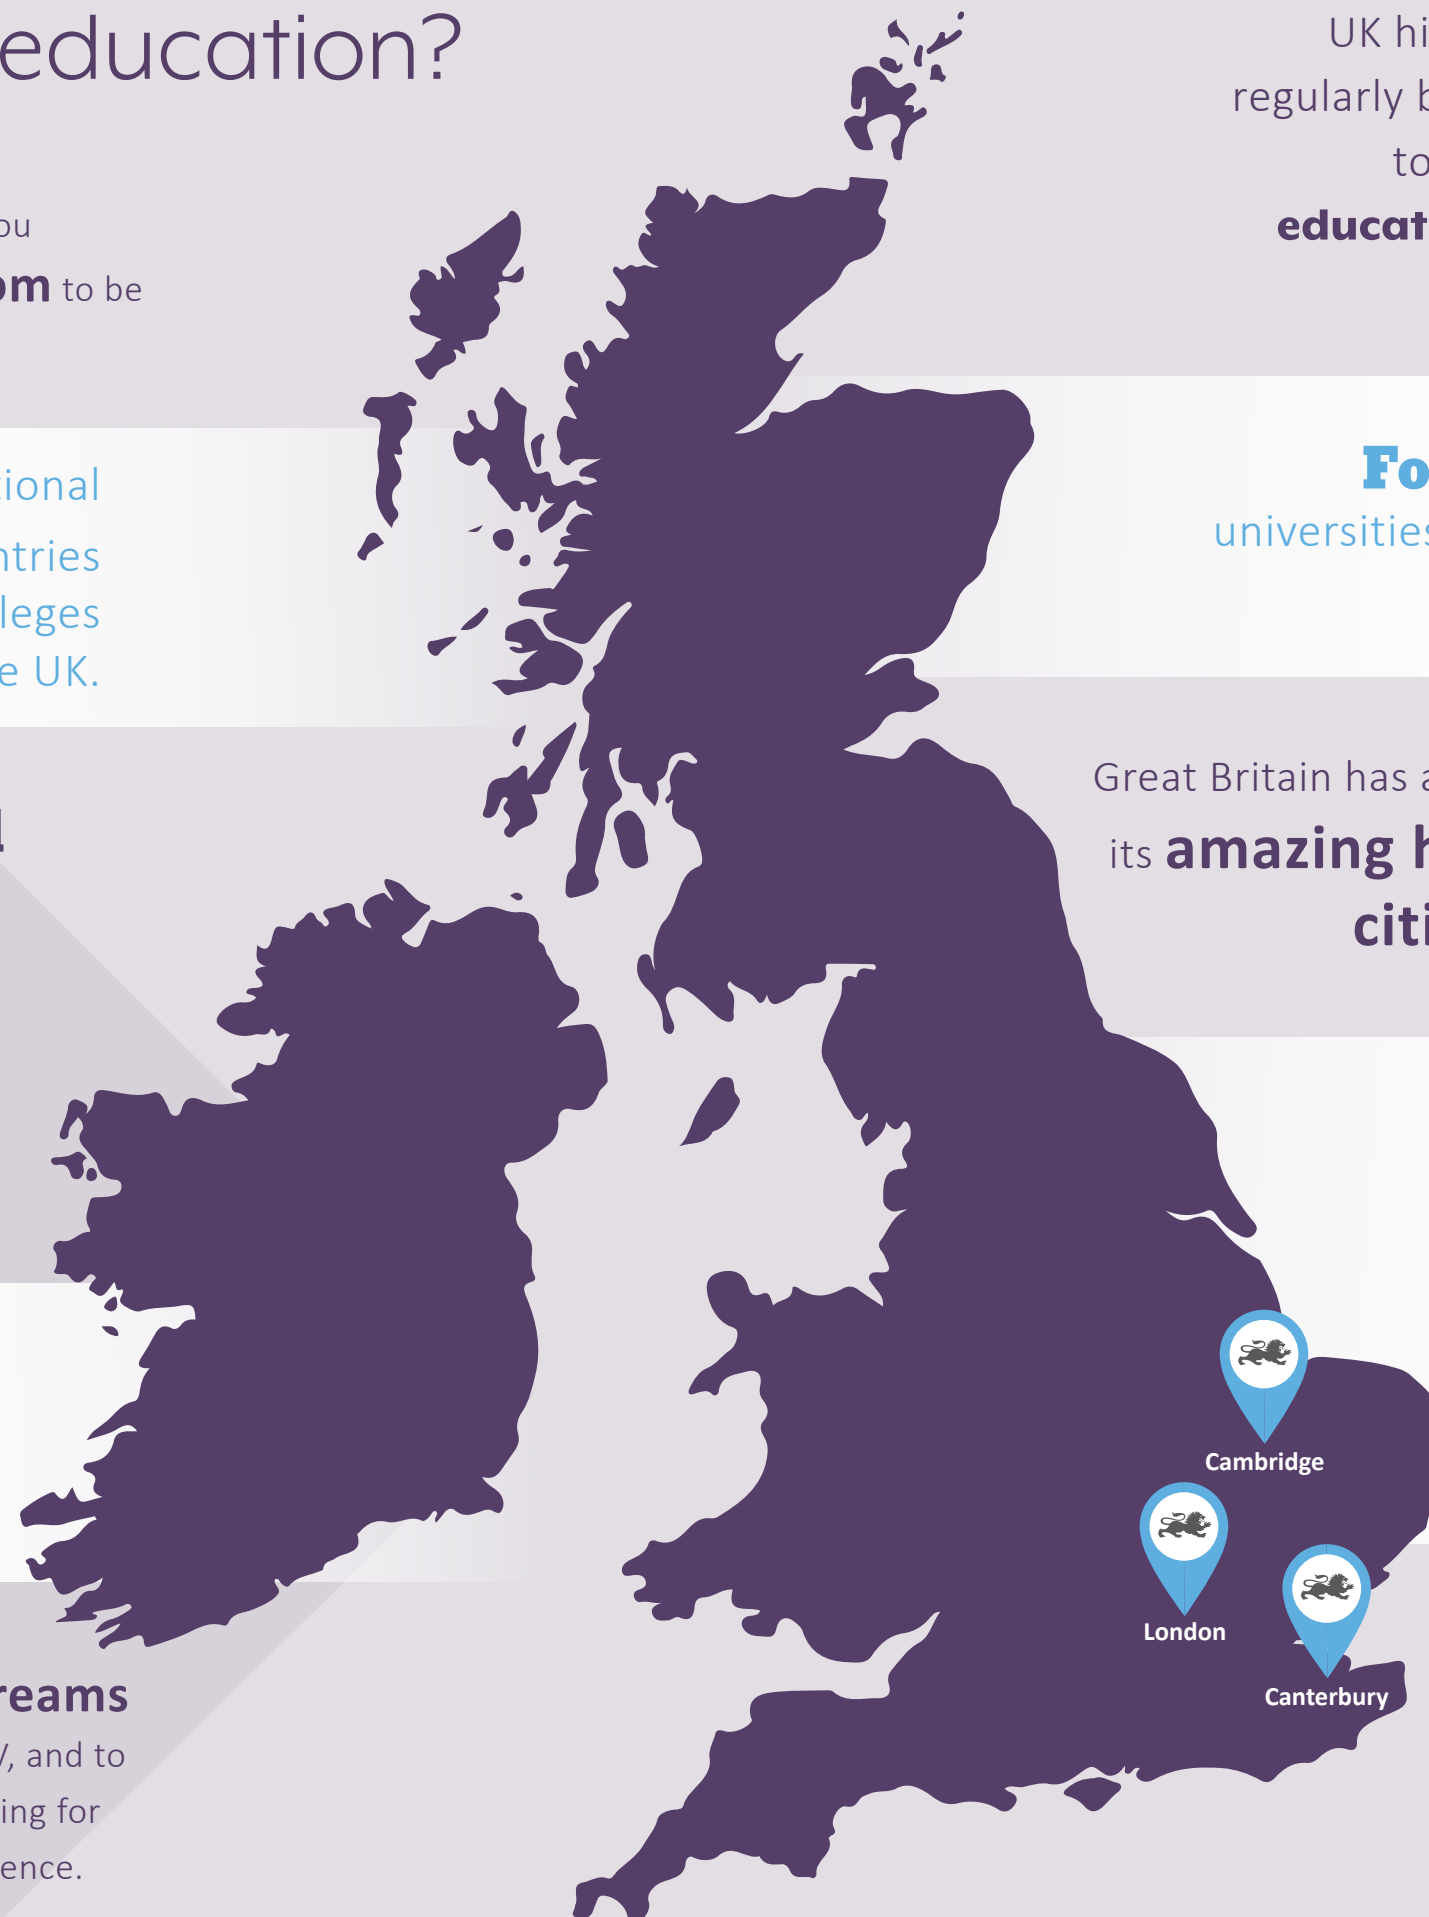 education?
ou
om to be
tional
ntries
leges
e UK.
reams
, and to
ing for
ence.
UK hi
regularly b
to
educat
Fo
universities
Great Britain has a
its amazing h
citi
Cambridge
London
Canterbury